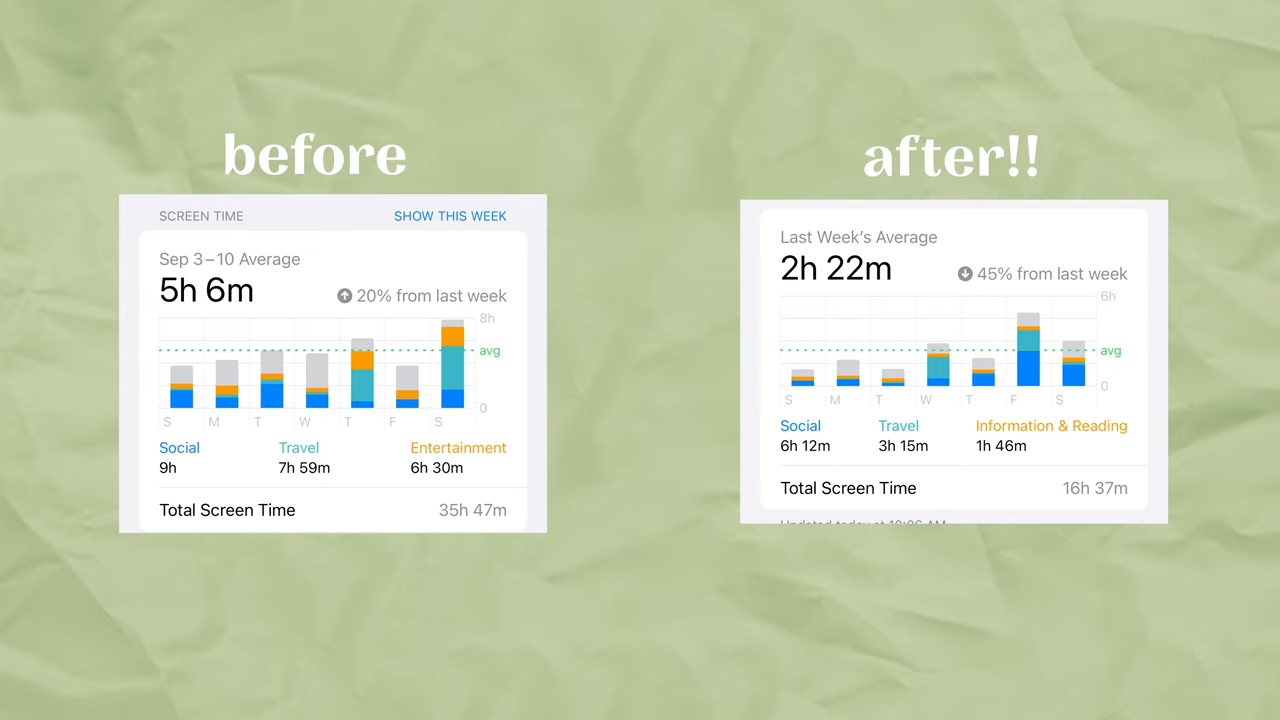 before
SCREEN TIME SHOW THIS WEEK
Sep 3–10 Average
5h 6m 20% from last week
8h
avg
0
S M T W T F S
Social Travel Entertainment
9h 7h 59m 6h 30m
Total Screen Time 35h 47m
after!!
Last Week's Average
2h 22m 45% from last week
6h
avg
0
S M T W T F S
Social Travel Information & Reading
6h 12m 3h 15m 1h 46m
Total Screen Time 16h 37m
Updated today at